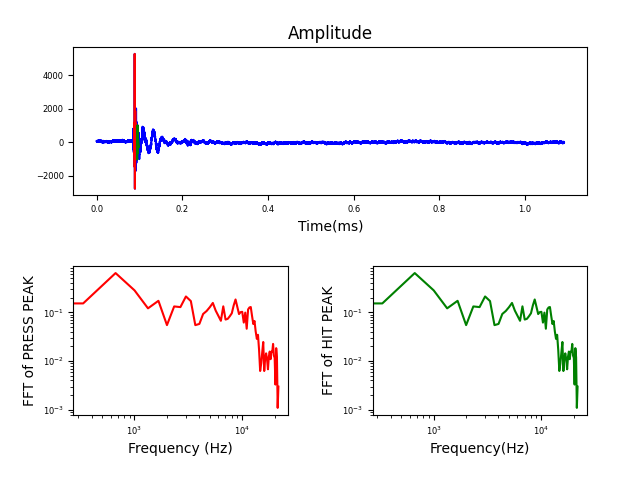 Amplitude
4000
2000
0
−2000
0.0 0.2 0.4 0.6 0.8 1.0
Time(ms)
FFT of PRESS PEAK
10⁻¹
10⁻²
10⁻³
10³ 10⁴
Frequency (Hz)
FFT of HIT PEAK
10⁻¹
10⁻²
10⁻³
10³ 10⁴
Frequency(Hz)